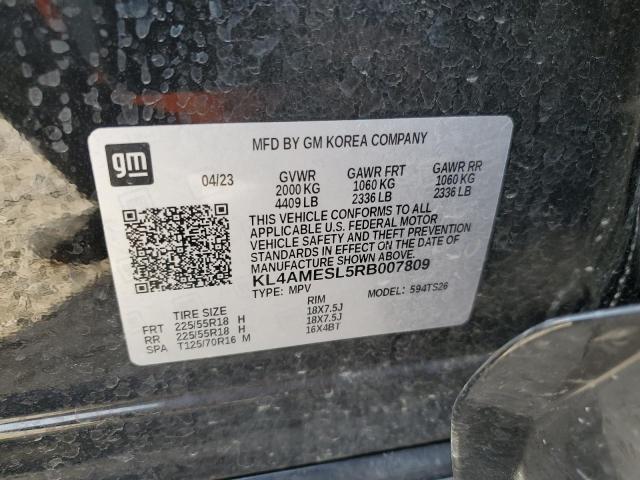 MFD BY GM KOREA COMPANY
gm
04/23 GVWR GAWR FRT GAWR RR
2000 KG 1060 KG 1060 KG
4409 LB 2336 LB 2336 LB
THIS VEHICLE CONFORMS TO ALL
APPLICABLE U.S. FEDERAL MOTOR
VEHICLE SAFETY AND THEFT PREVENTION
STANDARDS IN EFFECT ON THE DATE OF
MANUFACTURE SHOWN ABOVE.
KL4AMESL5RB007809
TYPE: MPV MODEL: 594TS26
TIRE SIZE RIM
FRT 225/55R18 H 18X7.5J
RR 225/55R18 H 18X7.5J
SPA T125/70R16 M 16X4BT